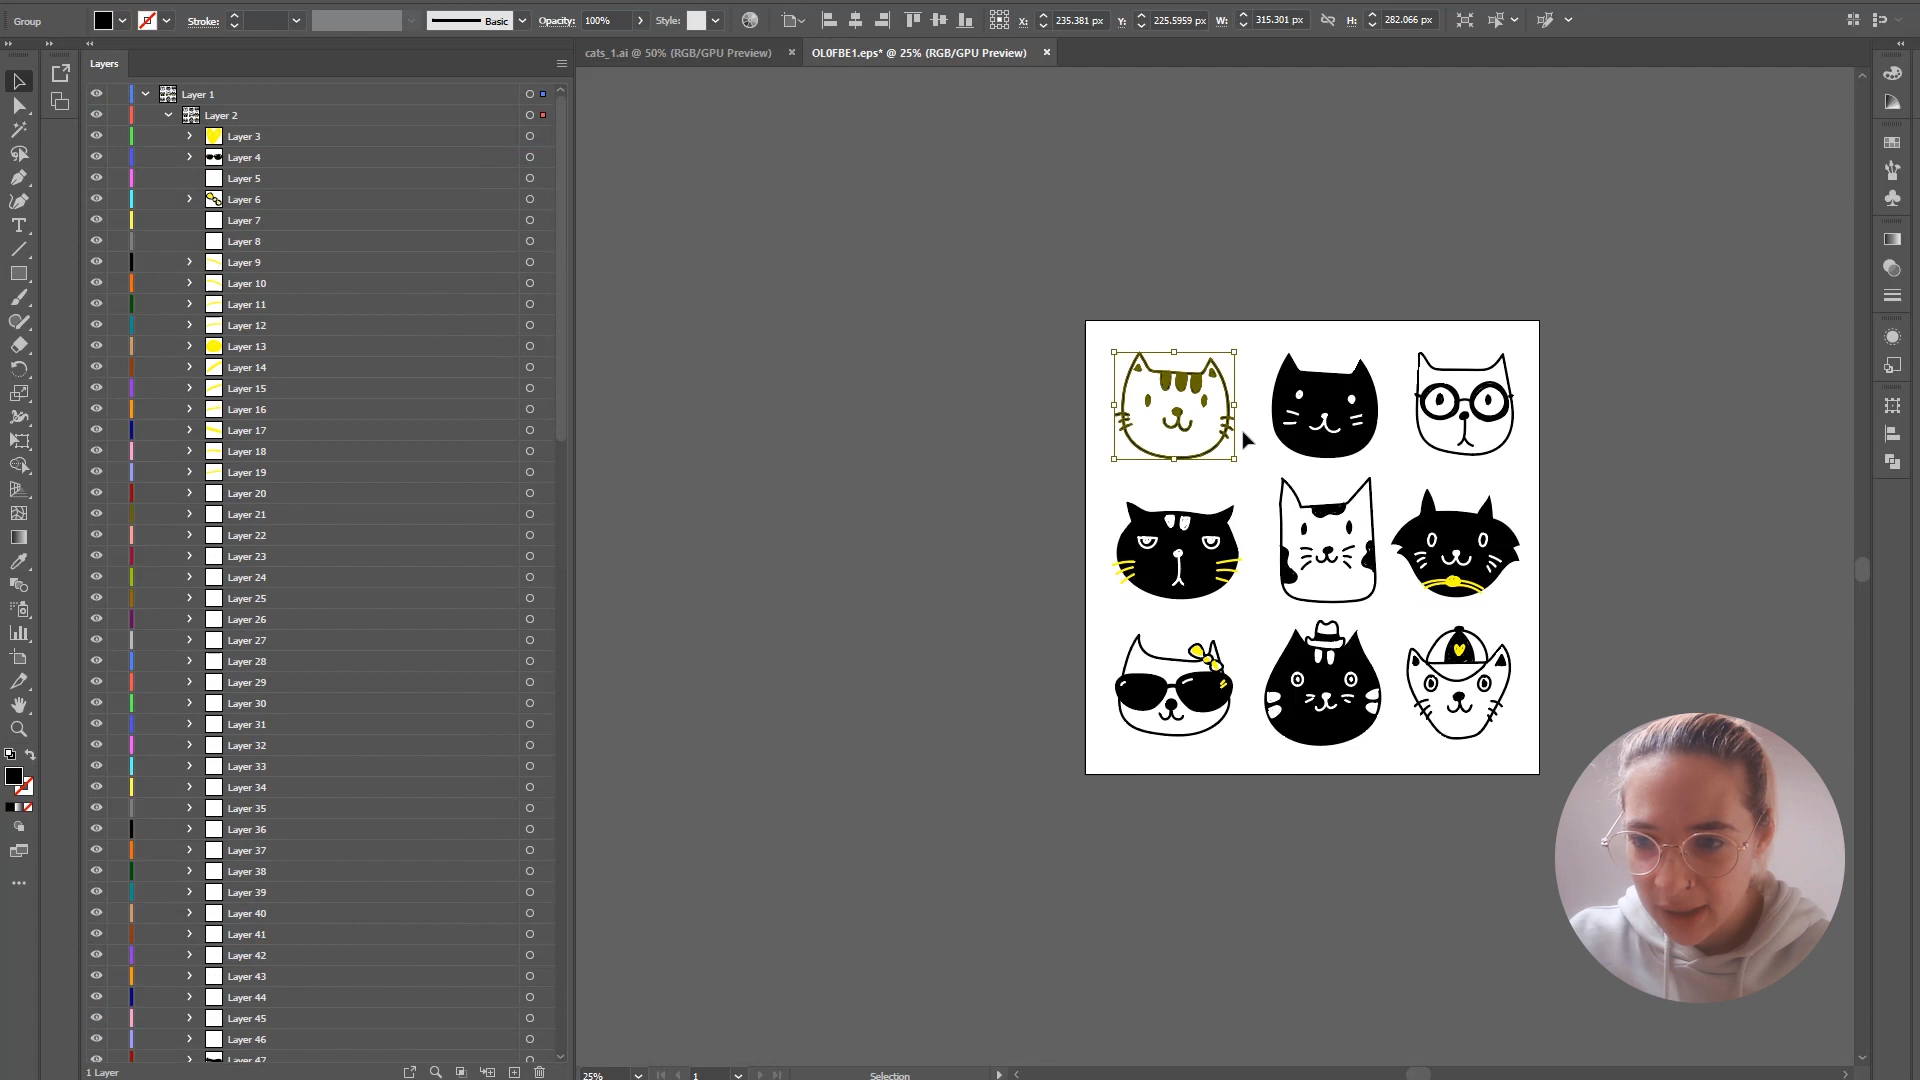 Group Stroke: Basic Opacity: 100% Style: X: 235.381 px Y: 225.5959 px W: 315.301 px H: 282.066 px
cats_1.ai @ 50% (RGB/GPU Preview) × OL0FBE1.eps* @ 25% (RGB/GPU Preview) ×
Layers
Layer 1
Layer 2
Layer 3
Layer 4
Layer 5
Layer 6
Layer 7
Layer 8
Layer 9
Layer 10
Layer 11
Layer 12
Layer 13
Layer 14
Layer 15
Layer 16
Layer 17
Layer 18
Layer 19
Layer 20
Layer 21
Layer 22
Layer 23
Layer 24
Layer 25
Layer 26
Layer 27
Layer 28
Layer 29
Layer 30
Layer 31
Layer 32
Layer 33
Layer 34
Layer 35
Layer 36
Layer 37
Layer 38
Layer 39
Layer 40
Layer 41
Layer 42
Layer 43
Layer 44
Layer 45
Layer 46
Layer 47
1 Layer 25% 1 Selection